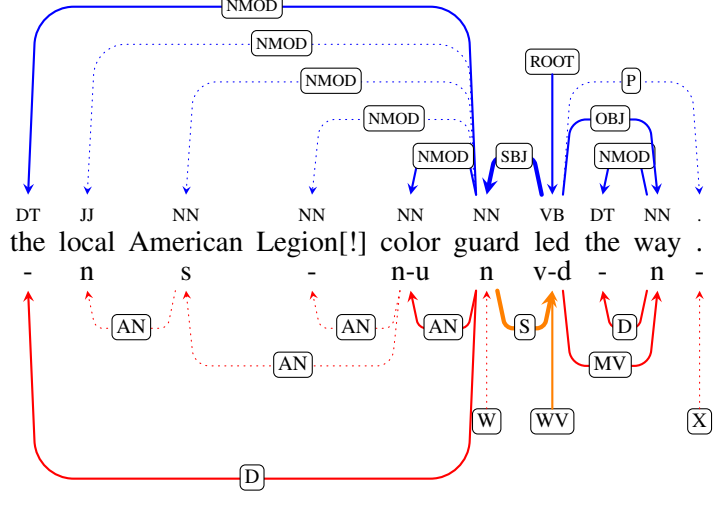 NMOD
NMOD
ROOT
NMOD P
NMOD OBJ
NMOD SBJ NMOD
DT JJ NN NN NN NN VB DT NN .
the local American Legion[!] color guard led the way .
- n s - n-u n v-d - n -
AN AN AN S D
AN MV
W WV X
D